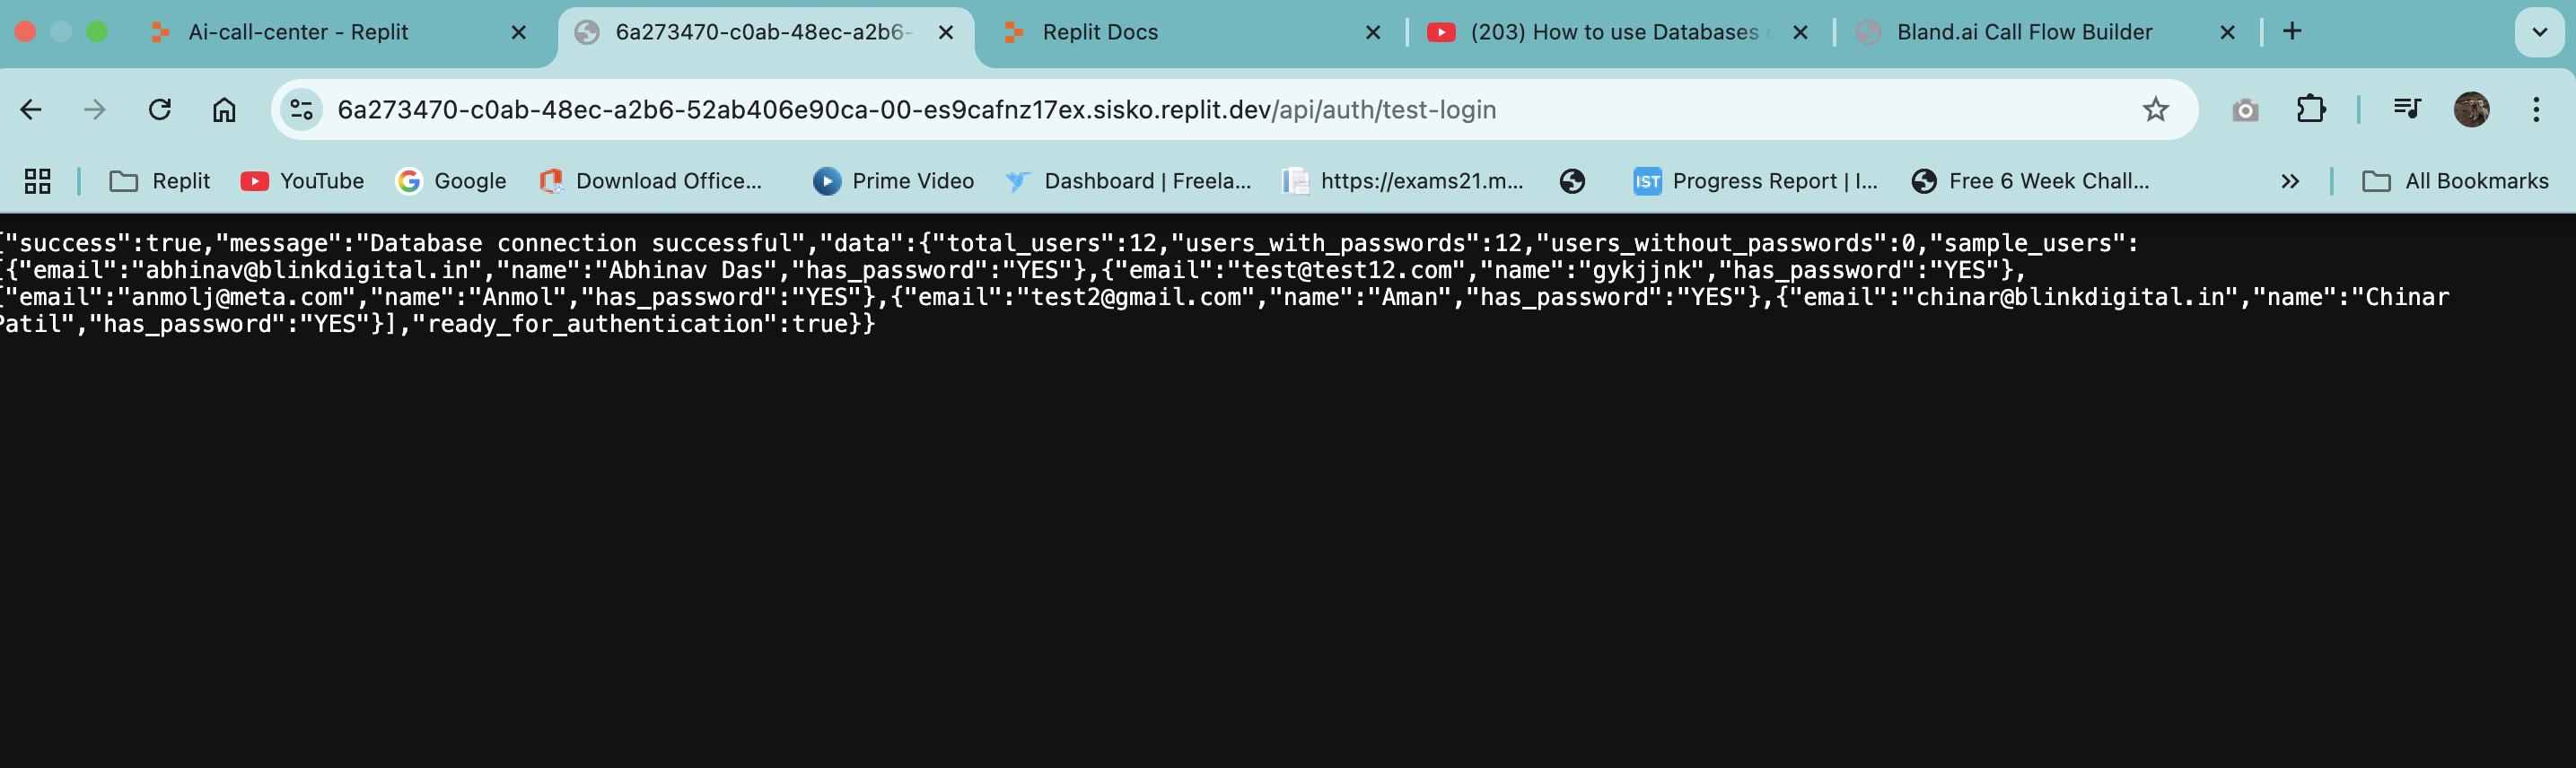 Ai-call-center - Replit
6a273470-c0ab-48ec-a2b6-
Replit Docs
(203) How to use Databases
Bland.ai Call Flow Builder
6a273470-c0ab-48ec-a2b6-52ab406e90ca-00-es9cafnz17ex.sisko.replit.dev/api/auth/test-login
Replit
YouTube
Google
Download Office...
Prime Video
Dashboard | Freela...
https://exams21.m...
IST
Progress Report | I...
Free 6 Week Chall...
All Bookmarks
{"success":true,"message":"Database connection successful","data":{"total_users":12,"users_with_passwords":12,"users_without_passwords":0,"sample_users":
[{"email":"abhinav@blinkdigital.in","name":"Abhinav Das","has_password":"YES"},{"email":"test@test12.com","name":"gykjjnk","has_password":"YES"},
{"email":"anmolj@meta.com","name":"Anmol","has_password":"YES"},{"email":"test2@gmail.com","name":"Aman","has_password":"YES"},{"email":"chinar@blinkdigital.in","name":"Chinar
Patil","has_password":"YES"}],"ready_for_authentication":true}}